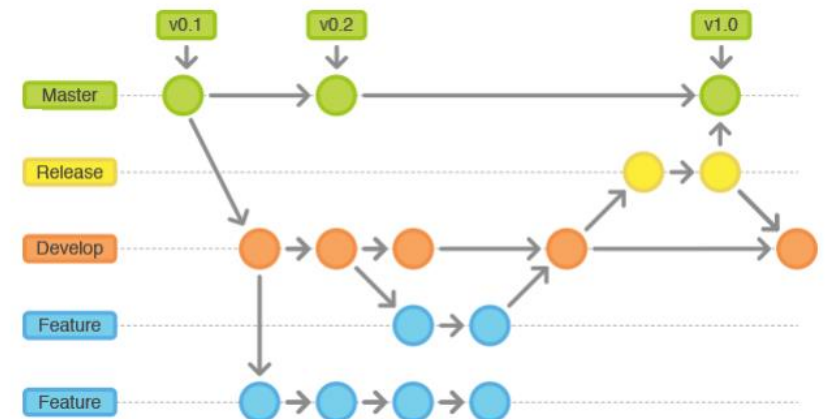 v0.1
v0.2
v1.0
Master
Release
Develop
Feature
Feature